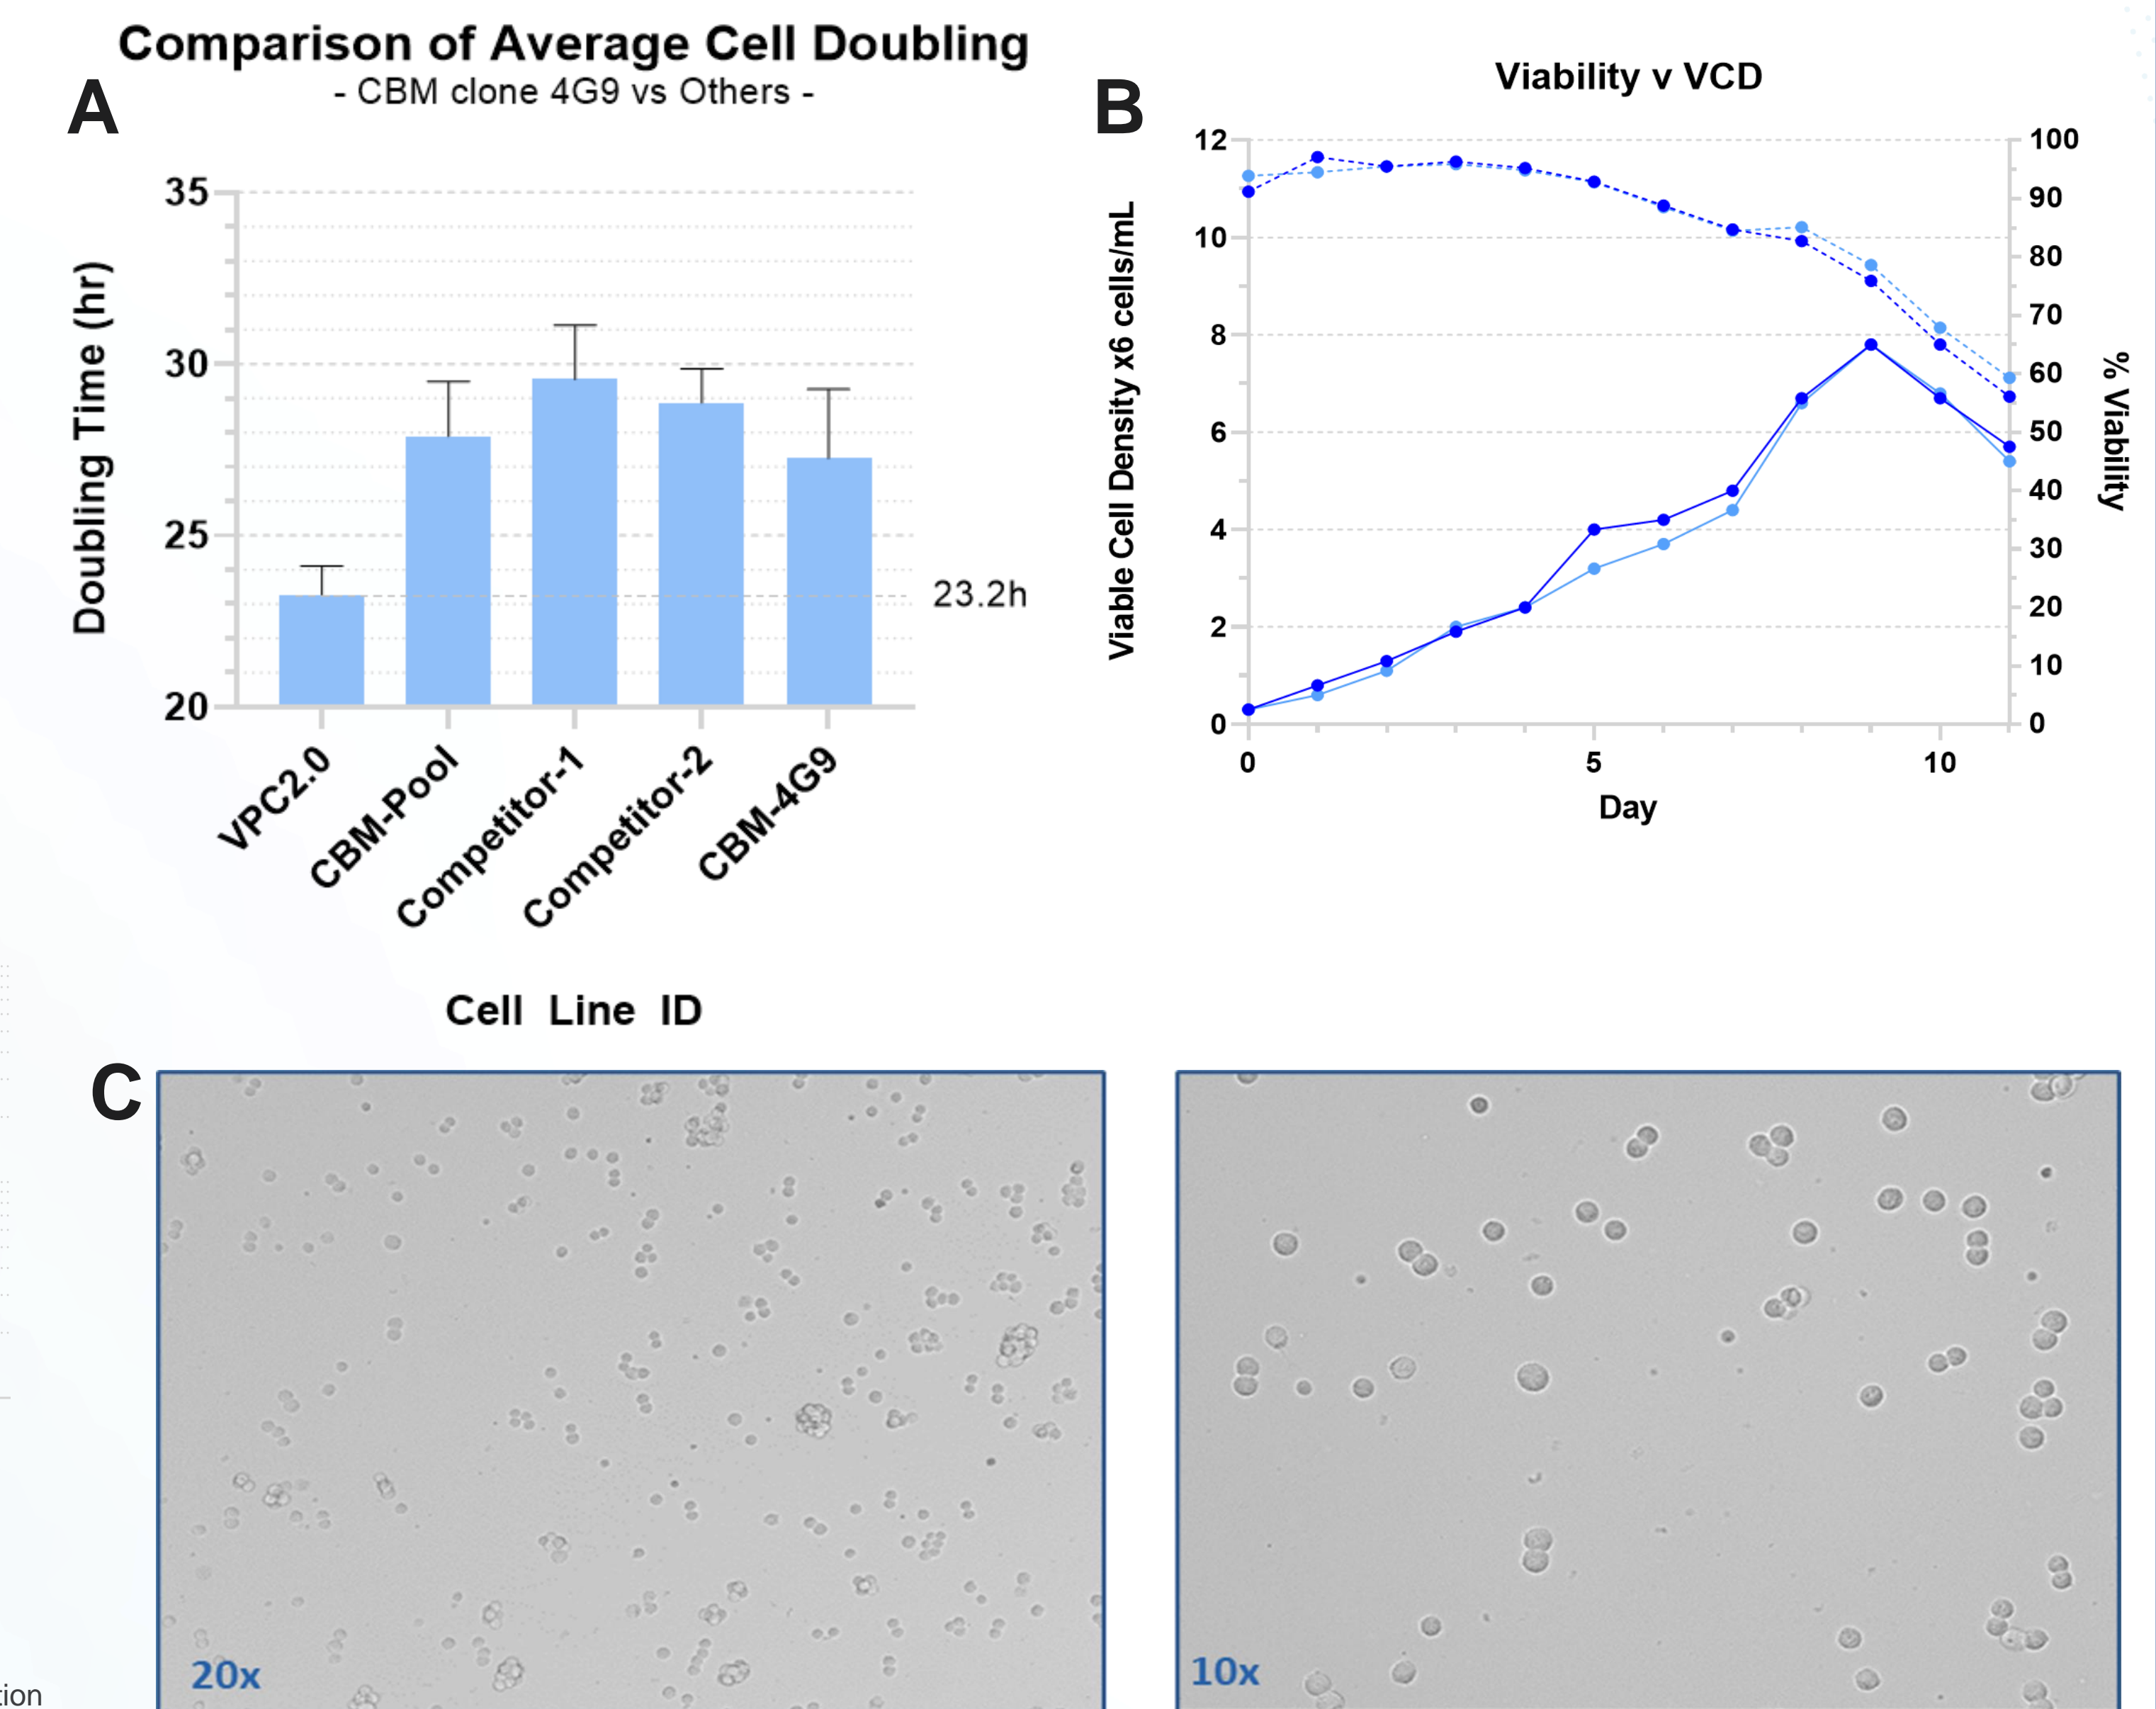 Comparison of Average Cell Doubling
- CBM clone 4G9 vs Others -
A
Doubling Time (hr)
35
30
25
20
23.2h
VPC2.0
CBM-Pool
Competitor-1
Competitor-2
CBM-4G9
Cell Line ID
B
Viability v VCD
Viable Cell Density x6 cells/mL
12
10
8
6
4
2
0
100
90
80
70
60
50
40
30
20
10
0
% Viability
0
5
10
Day
C
20x
10x
tion